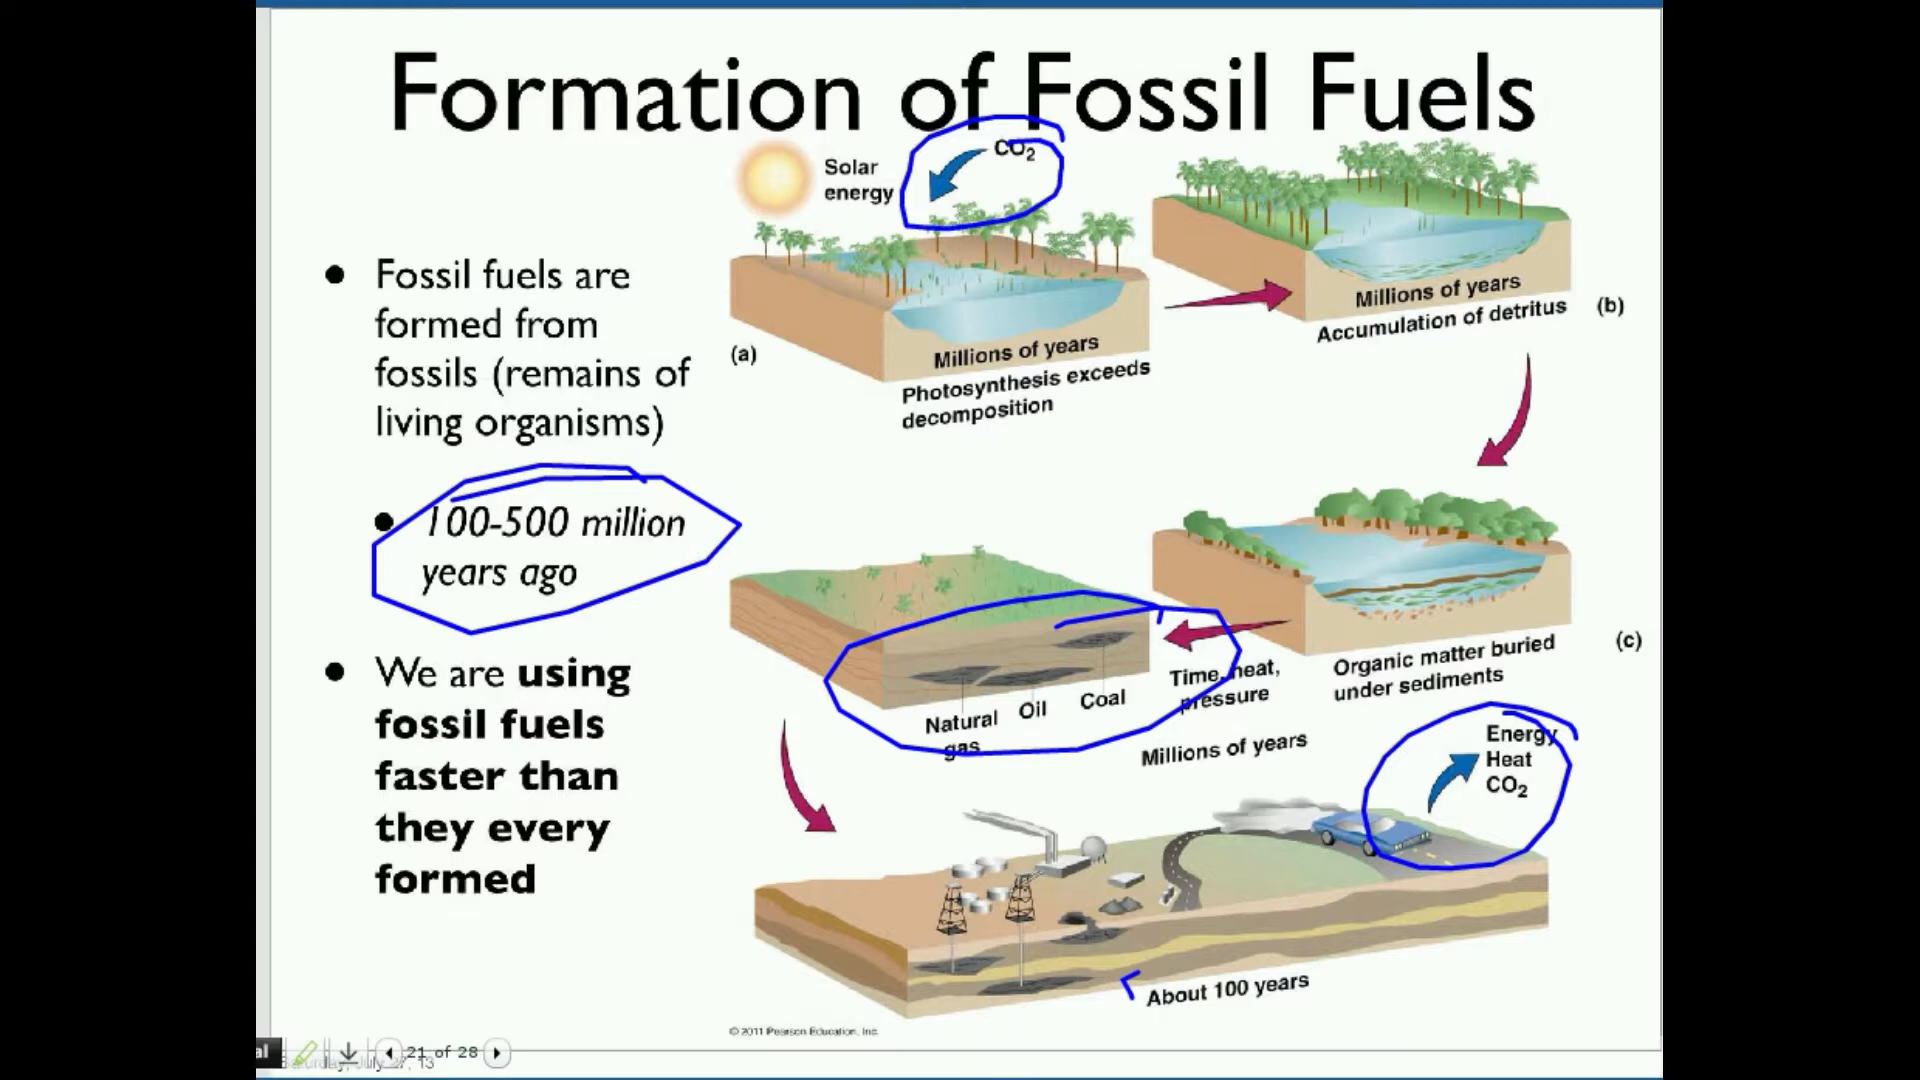 Formation of Fossil Fuels
Solar
energy
CO₂
Fossil fuels are
formed from
fossils (remains of
living organisms)
100-500 million
years ago
We are using
fossil fuels
faster than
they every
formed
(a)
Millions of years
Photosynthesis exceeds
decomposition
Millions of years
Accumulation of detritus
(b)
Organic matter buried
under sediments
(c)
Time, heat,
pressure
Millions of years
Natural
gas
Oil
Coal
Energy
Heat
CO₂
About 100 years
© 2011 Pearson Education, Inc.
21 of 28